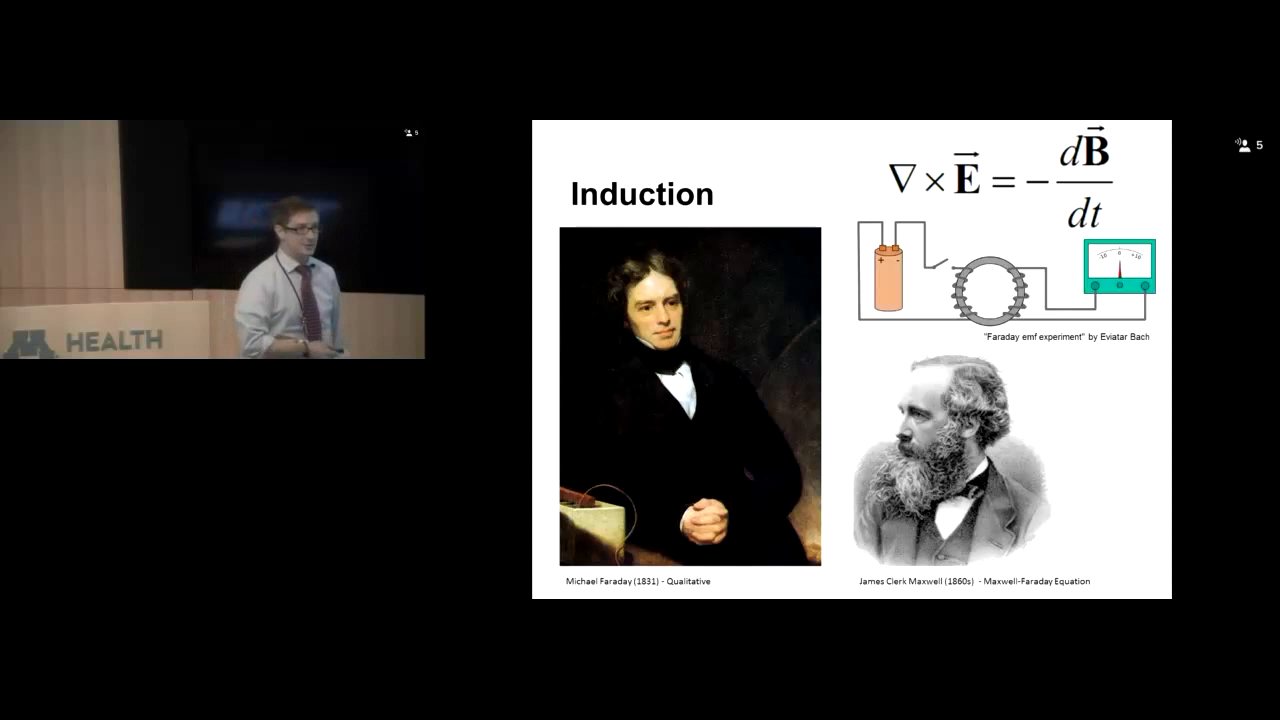 5
HEALTH
Induction
∇ × E⃗ = − dB⃗/dt
+ -
-10 0 +10
"Faraday emf experiment" by Eviatar Bach
Michael Faraday (1831) - Qualitative
James Clerk Maxwell (1860s) - Maxwell-Faraday Equation
5